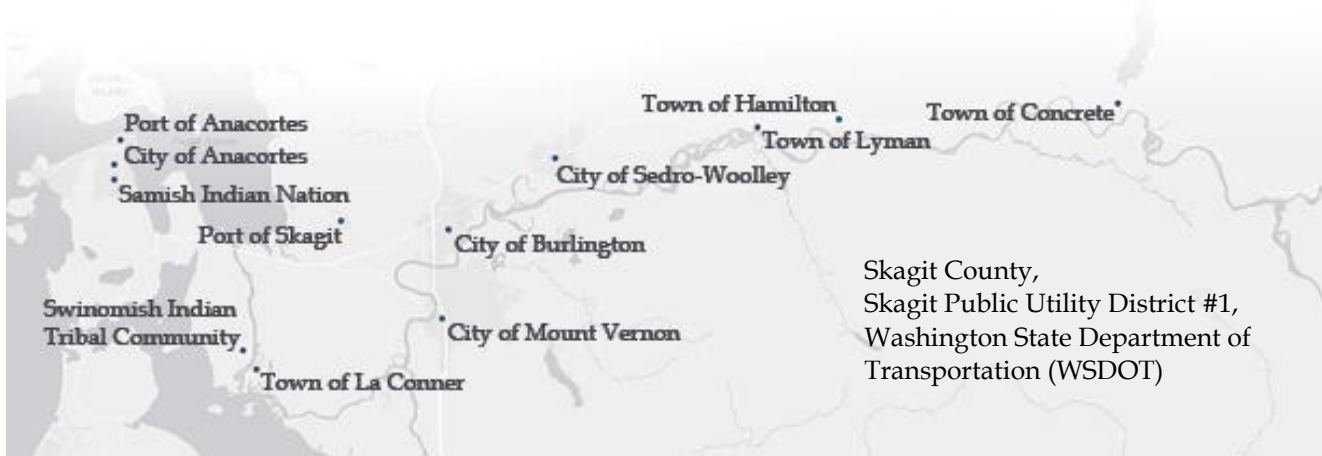 Port of Anacortes
City of Anacortes
Samish Indian Nation
Port of Skagit
Swinomish Indian
Tribal Community
Town of La Conner
City of Mount Vernon
City of Burlington
City of Sedro-Woolley
Town of Hamilton
Town of Lyman
Town of Concrete
Skagit County,
Skagit Public Utility District #1,
Washington State Department of
Transportation (WSDOT)